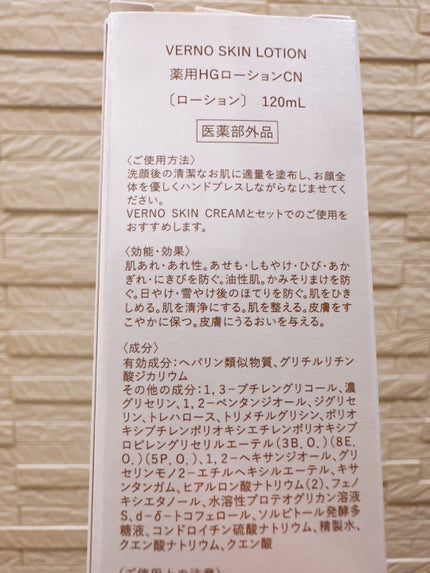 VERNO SKIN LOTION
薬用HGローションCN
〔ローション〕 120mL
医薬部外品
〈ご使用方法〉
洗顔後の清潔なお肌に適量を塗布し、お顔全
体を優しくハンドプレスしながらなじませてくだ
さい。
VERNO SKIN CREAMとセットでのご使用を
おすすめします。
〈効能・効果〉
肌あれ・あれ性。あせも・しもやけ・ひび・あか
ぎれ・にきびを防ぐ。油性肌。かみそりまけを防
ぐ。日やけ・雪やけ後のほてりを防ぐ。肌をひき
しめる。肌を清浄にする。肌を整える。皮膚をす
こやかに保つ。皮膚にうるおいを与える。
〈成分〉
有効成分:ヘパリン類似物質、グリチルリチン
酸ジカリウム
その他の成分:1,3-ブチレングリコール、濃
グリセリン、1,2-ペンタンジオール、ジグリセ
リン、トレハロース、トリメチルグリシン、ポリオ
キシブチレンポリオキシエチレンポリオキシプ
ロピレングリセリルエーテル(3B.O.)(8E.
O.)(5P.O.)、1,2-ヘキサンジオール、グリ
セリンモノ2-エチルヘキシルエーテル、キサ
ンタンガム、ヒアルロン酸ナトリウム(2)、フェノ
キシエタノール、水溶性プロテオグリカン溶液
S、d-δ-トコフェロール、ソルビトール発酵多
糖液、コンドロイチン硫酸ナトリウム、精製水、
クエン酸ナトリウム、クエン酸
〈ご使用上の注意〉